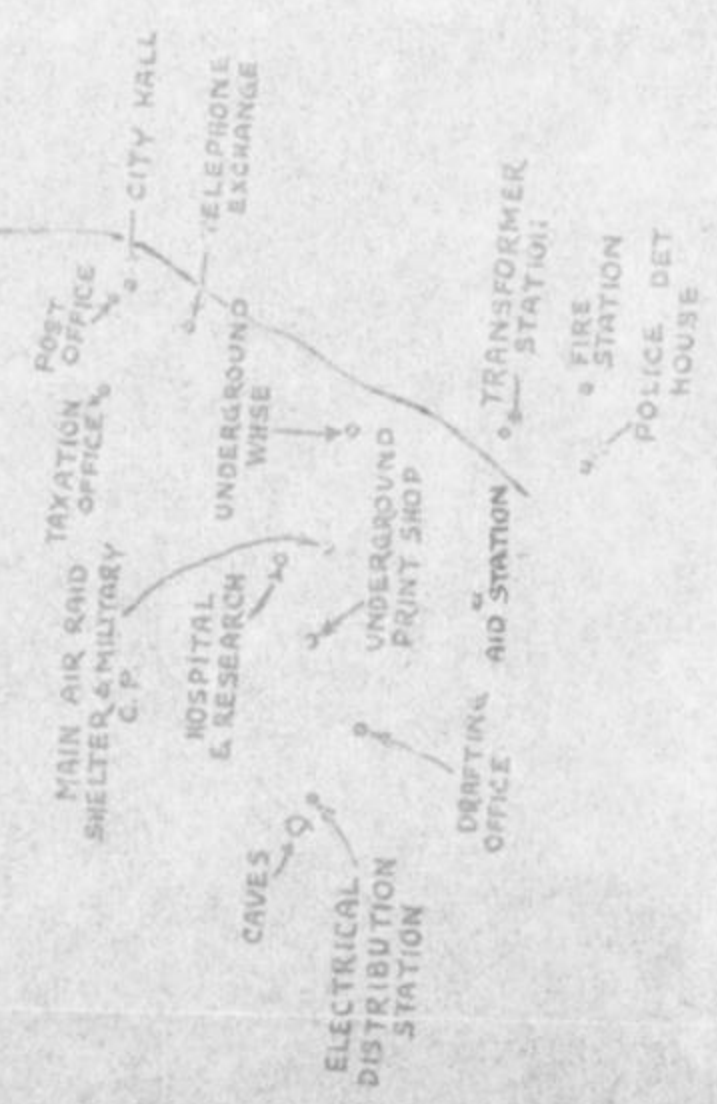 CITY HALL
TELEPHONE
EXCHANGE
POST
OFFICE
TRANSFORMER
STATION
FIRE
STATION
POLICE DET
HOUSE
UNDERGROUND
WHSE
TAXATION
OFFICE
UNDERGROUND
PRINT SHOP
AID STATION
MAIN AIR RAID
SHELTER & MILITARY
C. P.
HOSPITAL
& RESEARCH
DRAFTING
OFFICE
CAVES
ELECTRICAL
DISTRIBUTION
STATION